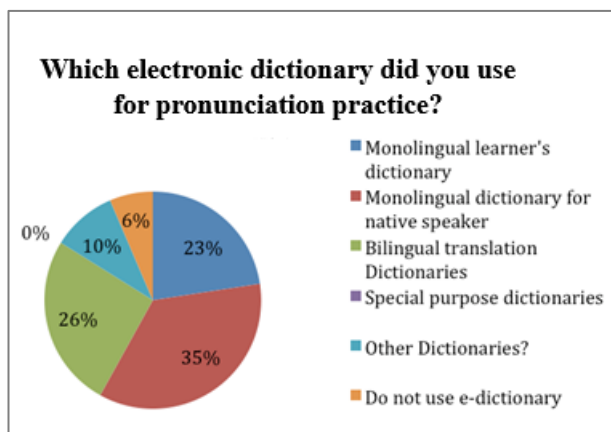 Which electronic dictionary did you use
for pronunciation practice?
Monolingual learner's
dictionary
Monolingual dictionary for
native speaker
Bilingual translation
Dictionaries
Special purpose dictionaries
Other Dictionaries?
Do not use e-dictionary
0%
6%
10%
23%
26%
35%